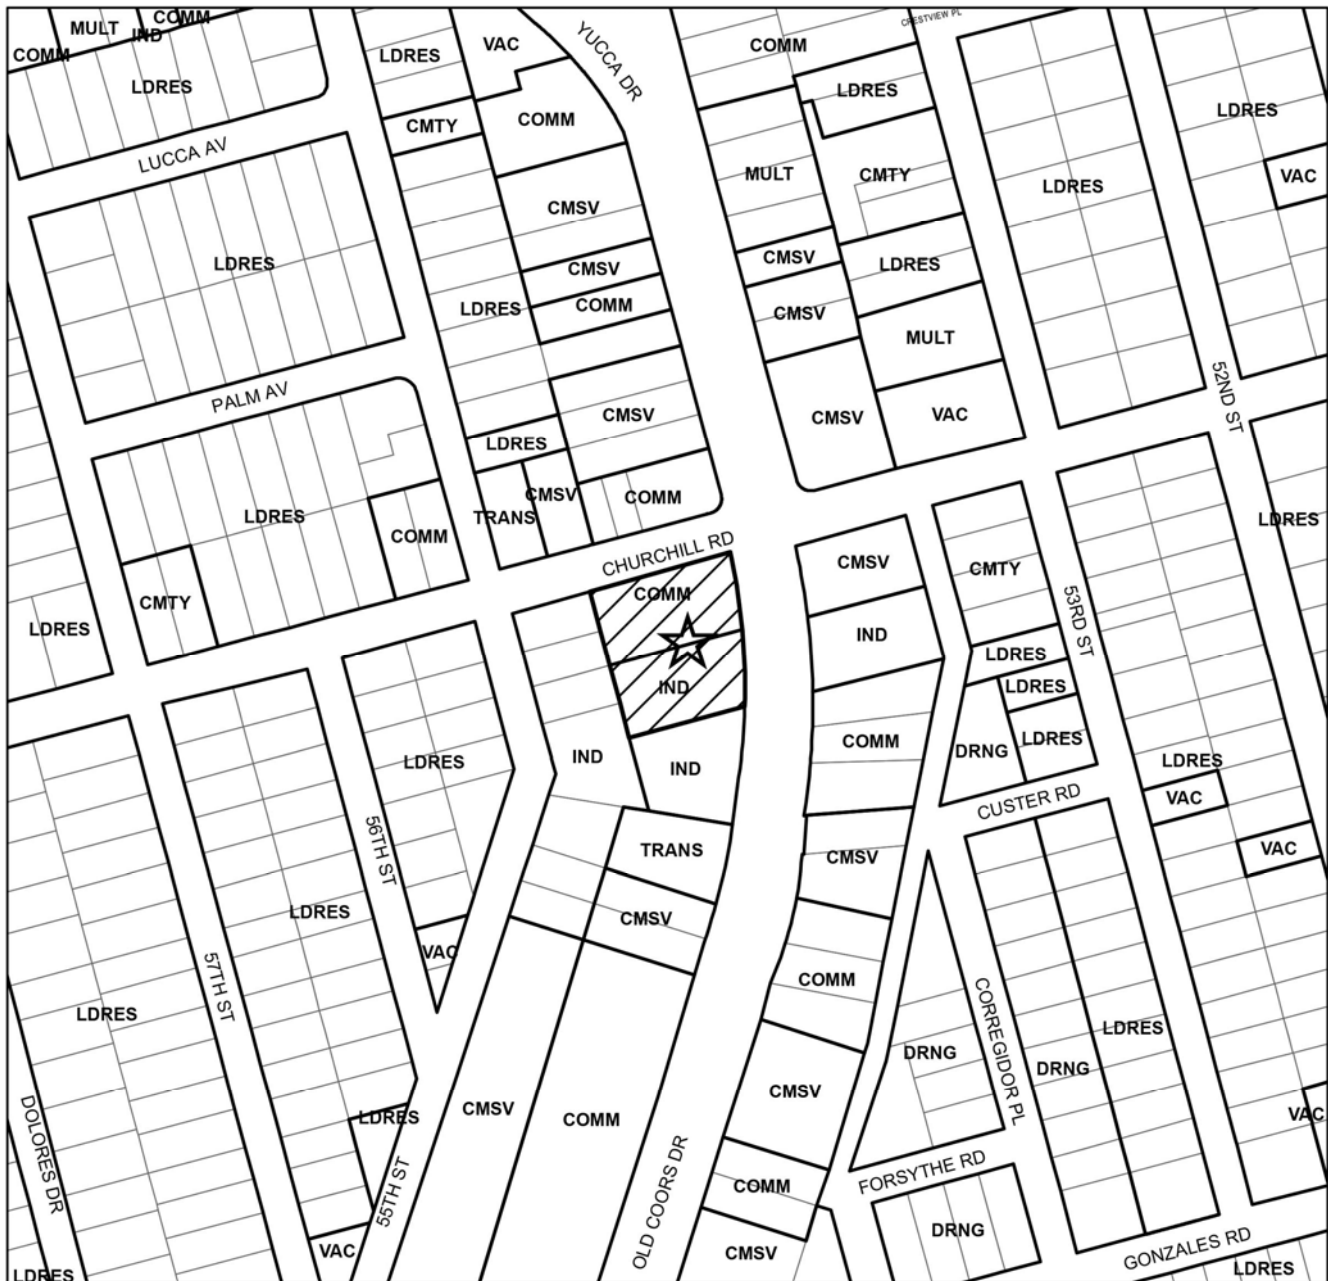 COMM
MULT
IND
COMM
LDRES
LDRES
VAC
YUCCA DR
COMM
CRESTVIEW PL
LDRES
LDRES
VAC
LUCCA AV
CMTY
COMM
MULT
CMTY
LDRES
CMSV
LDRES
CMSV
LDRES
COMM
CMSV
LDRES
CMSV
MULT
PALM AV
LDRES
CMSV
CMSV
VAC
52ND ST
LDRES
CMSV
TRANS
COMM
LDRES
COMM
LDRES
CHURCHILL RD
CMTY
LDRES
COMM
IND
CMSV
IND
CMTY
53RD ST
LDRES
LDRES
LDRES
LDRES
IND
IND
COMM
DRNG
CUSTER RD
LDRES
VAC
VAC
56TH ST
TRANS
CMSV
LDRES
CMSV
VAC
57TH ST
LDRES
COMM
CORREGIDOR PL
DRNG
DRNG
LDRES
LDRES
CMSV
COMM
CMSV
VAC
DOLORES DR
55TH ST
OLD COORS DR
FORSYTHE RD
COMM
DRNG
VAC
CMSV
GONZALES RD
LDRES
LDRES